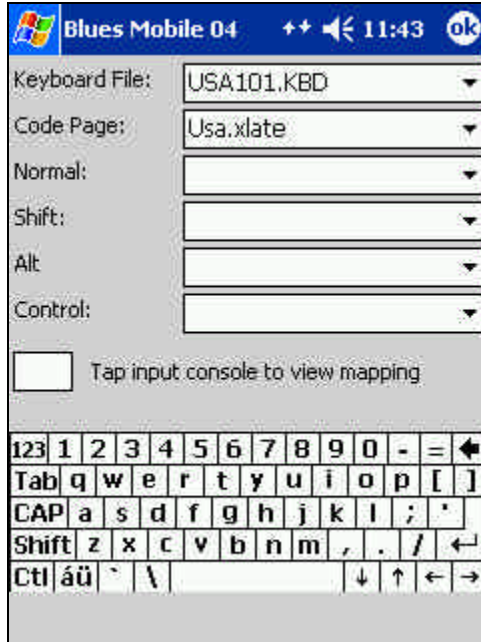 Blues Mobile 04 11:43 ok
Keyboard File: USA101.KBD
Code Page: Usa.xlate
Normal:
Shift:
Alt
Control:
Tap input console to view mapping
123 1 2 3 4 5 6 7 8 9 0 - = 🡄
Tab q w e r t y u i o p [ ]
CAP a s d f g h j k l ; '
Shift z x c v b n m , . / ↵
Ctl áü ` \ ↓ ↑ ← →